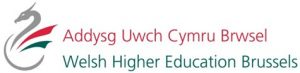 Addysg Uwch Cymru Brwsel
Welsh Higher Education Brussels